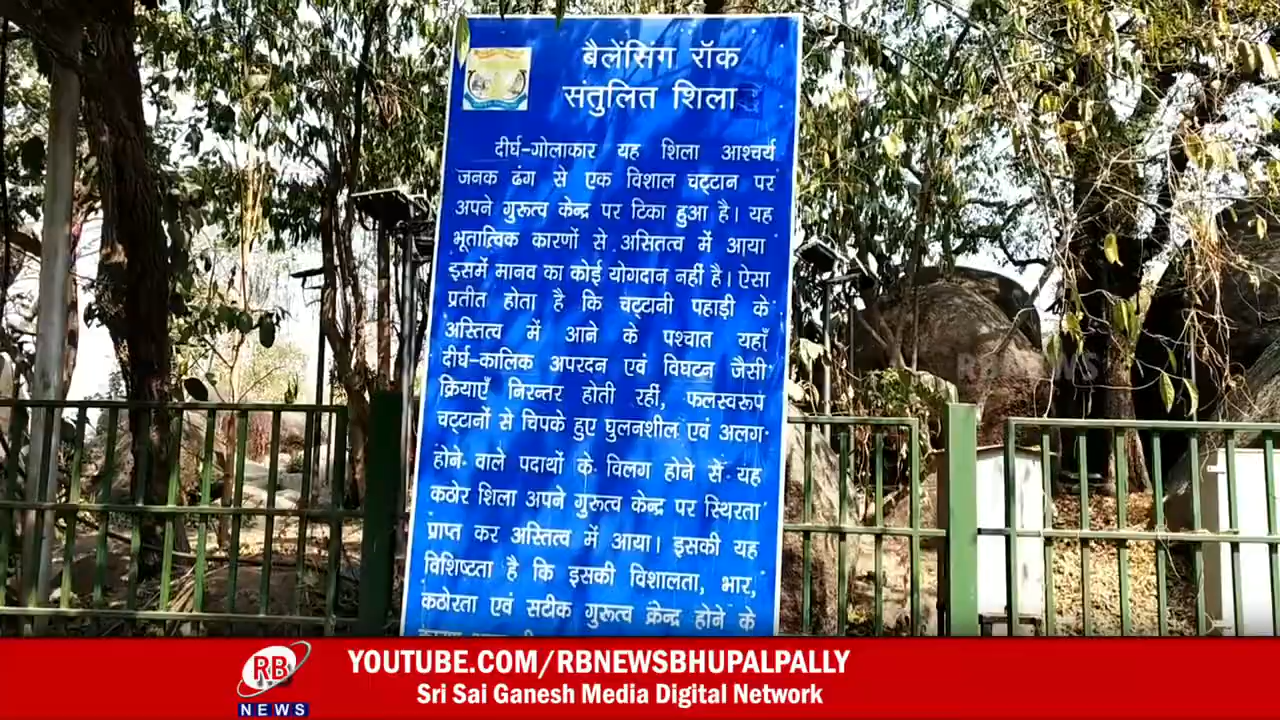 बैलेंसिंग रॉक
संतुलित शिला
दीर्घ-गोलाकार यह शिला आश्चर्य
जनक ढंग से एक विशाल चट्टान पर
अपने गुरूत्व केन्द्र पर टिका हुआ है। यह
भूतात्विक कारणों से असितत्व में आया
इसमें मानव का कोई योगदान नहीं है। ऐसा
प्रतीत होता है कि चट्टानी पहाड़ी के
अस्तित्व में आने के पश्चात यहाँ
दीर्घ-कालिक अपरदन एवं विघटन जैसी
क्रियाएँ निरन्तर होती रहीं, फलस्वरूप
चट्टानों से चिपके हुए घुलनशील एवं अलग
होने वाले पदार्थो के विलग होने से यह
कठोर शिला अपने गुरूत्व केन्द्र पर स्थिरता
प्राप्त कर अस्तित्व में आया। इसकी यह
विशिष्टता है कि इसकी विशालता, भार,
कठोरता एवं सटीक गुरूत्व केन्द्र होने के
RB NEWS
RB
NEWS
YOUTUBE.COM/RBNEWSBHUPALPALLY
Sri Sai Ganesh Media Digital Network